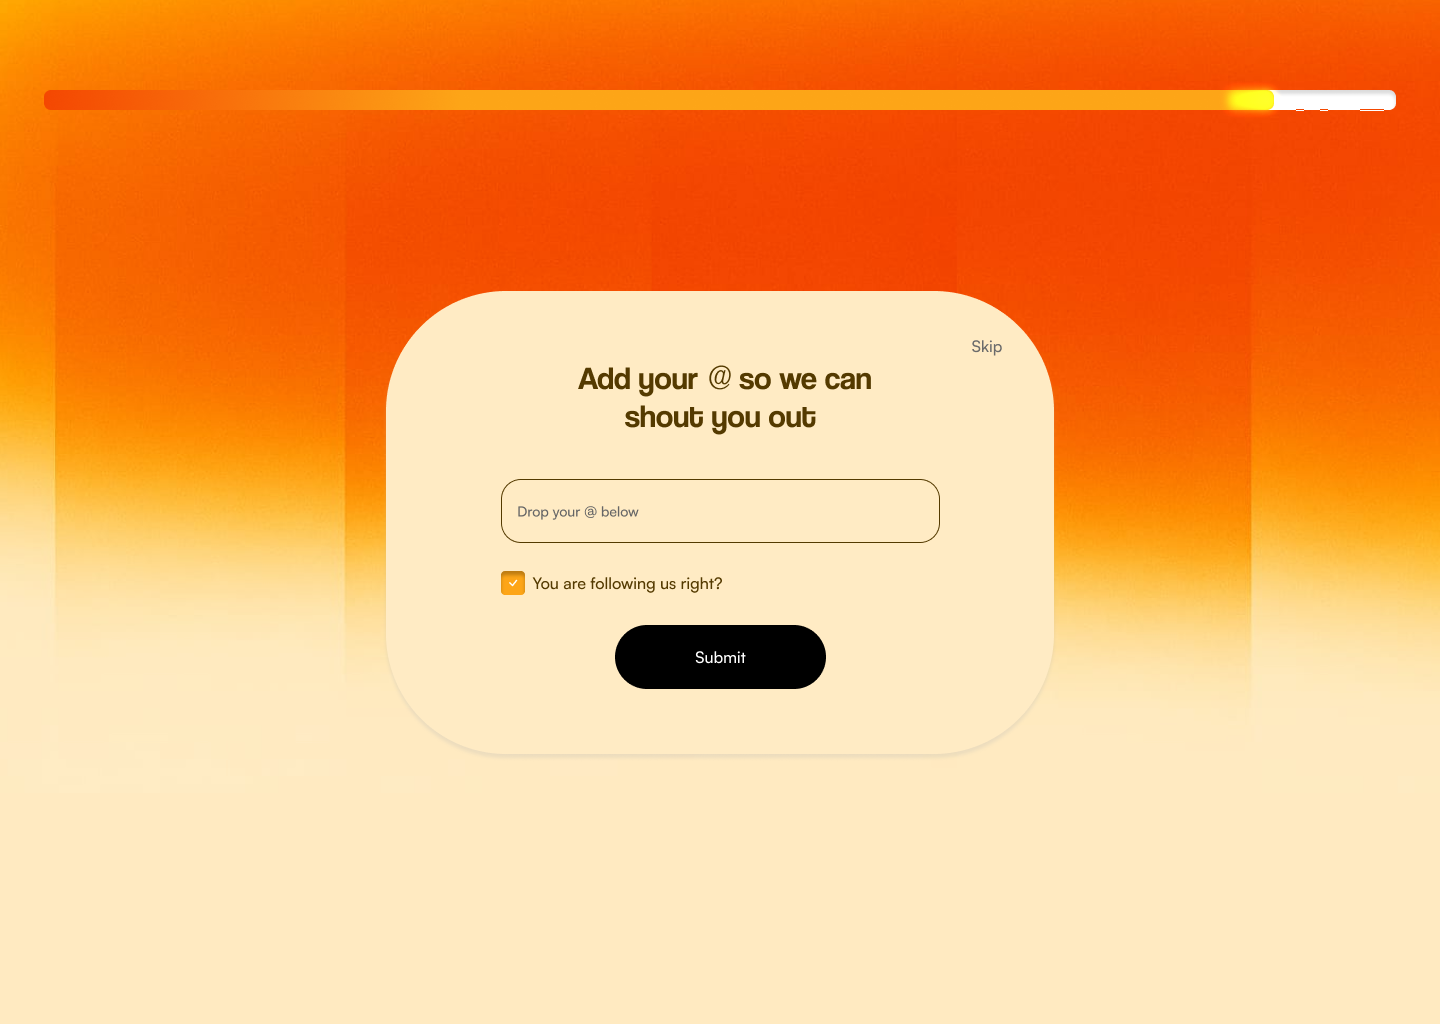 Skip
Add your @ so we can
shout you out
Drop your @ below
You are following us right?
Submit